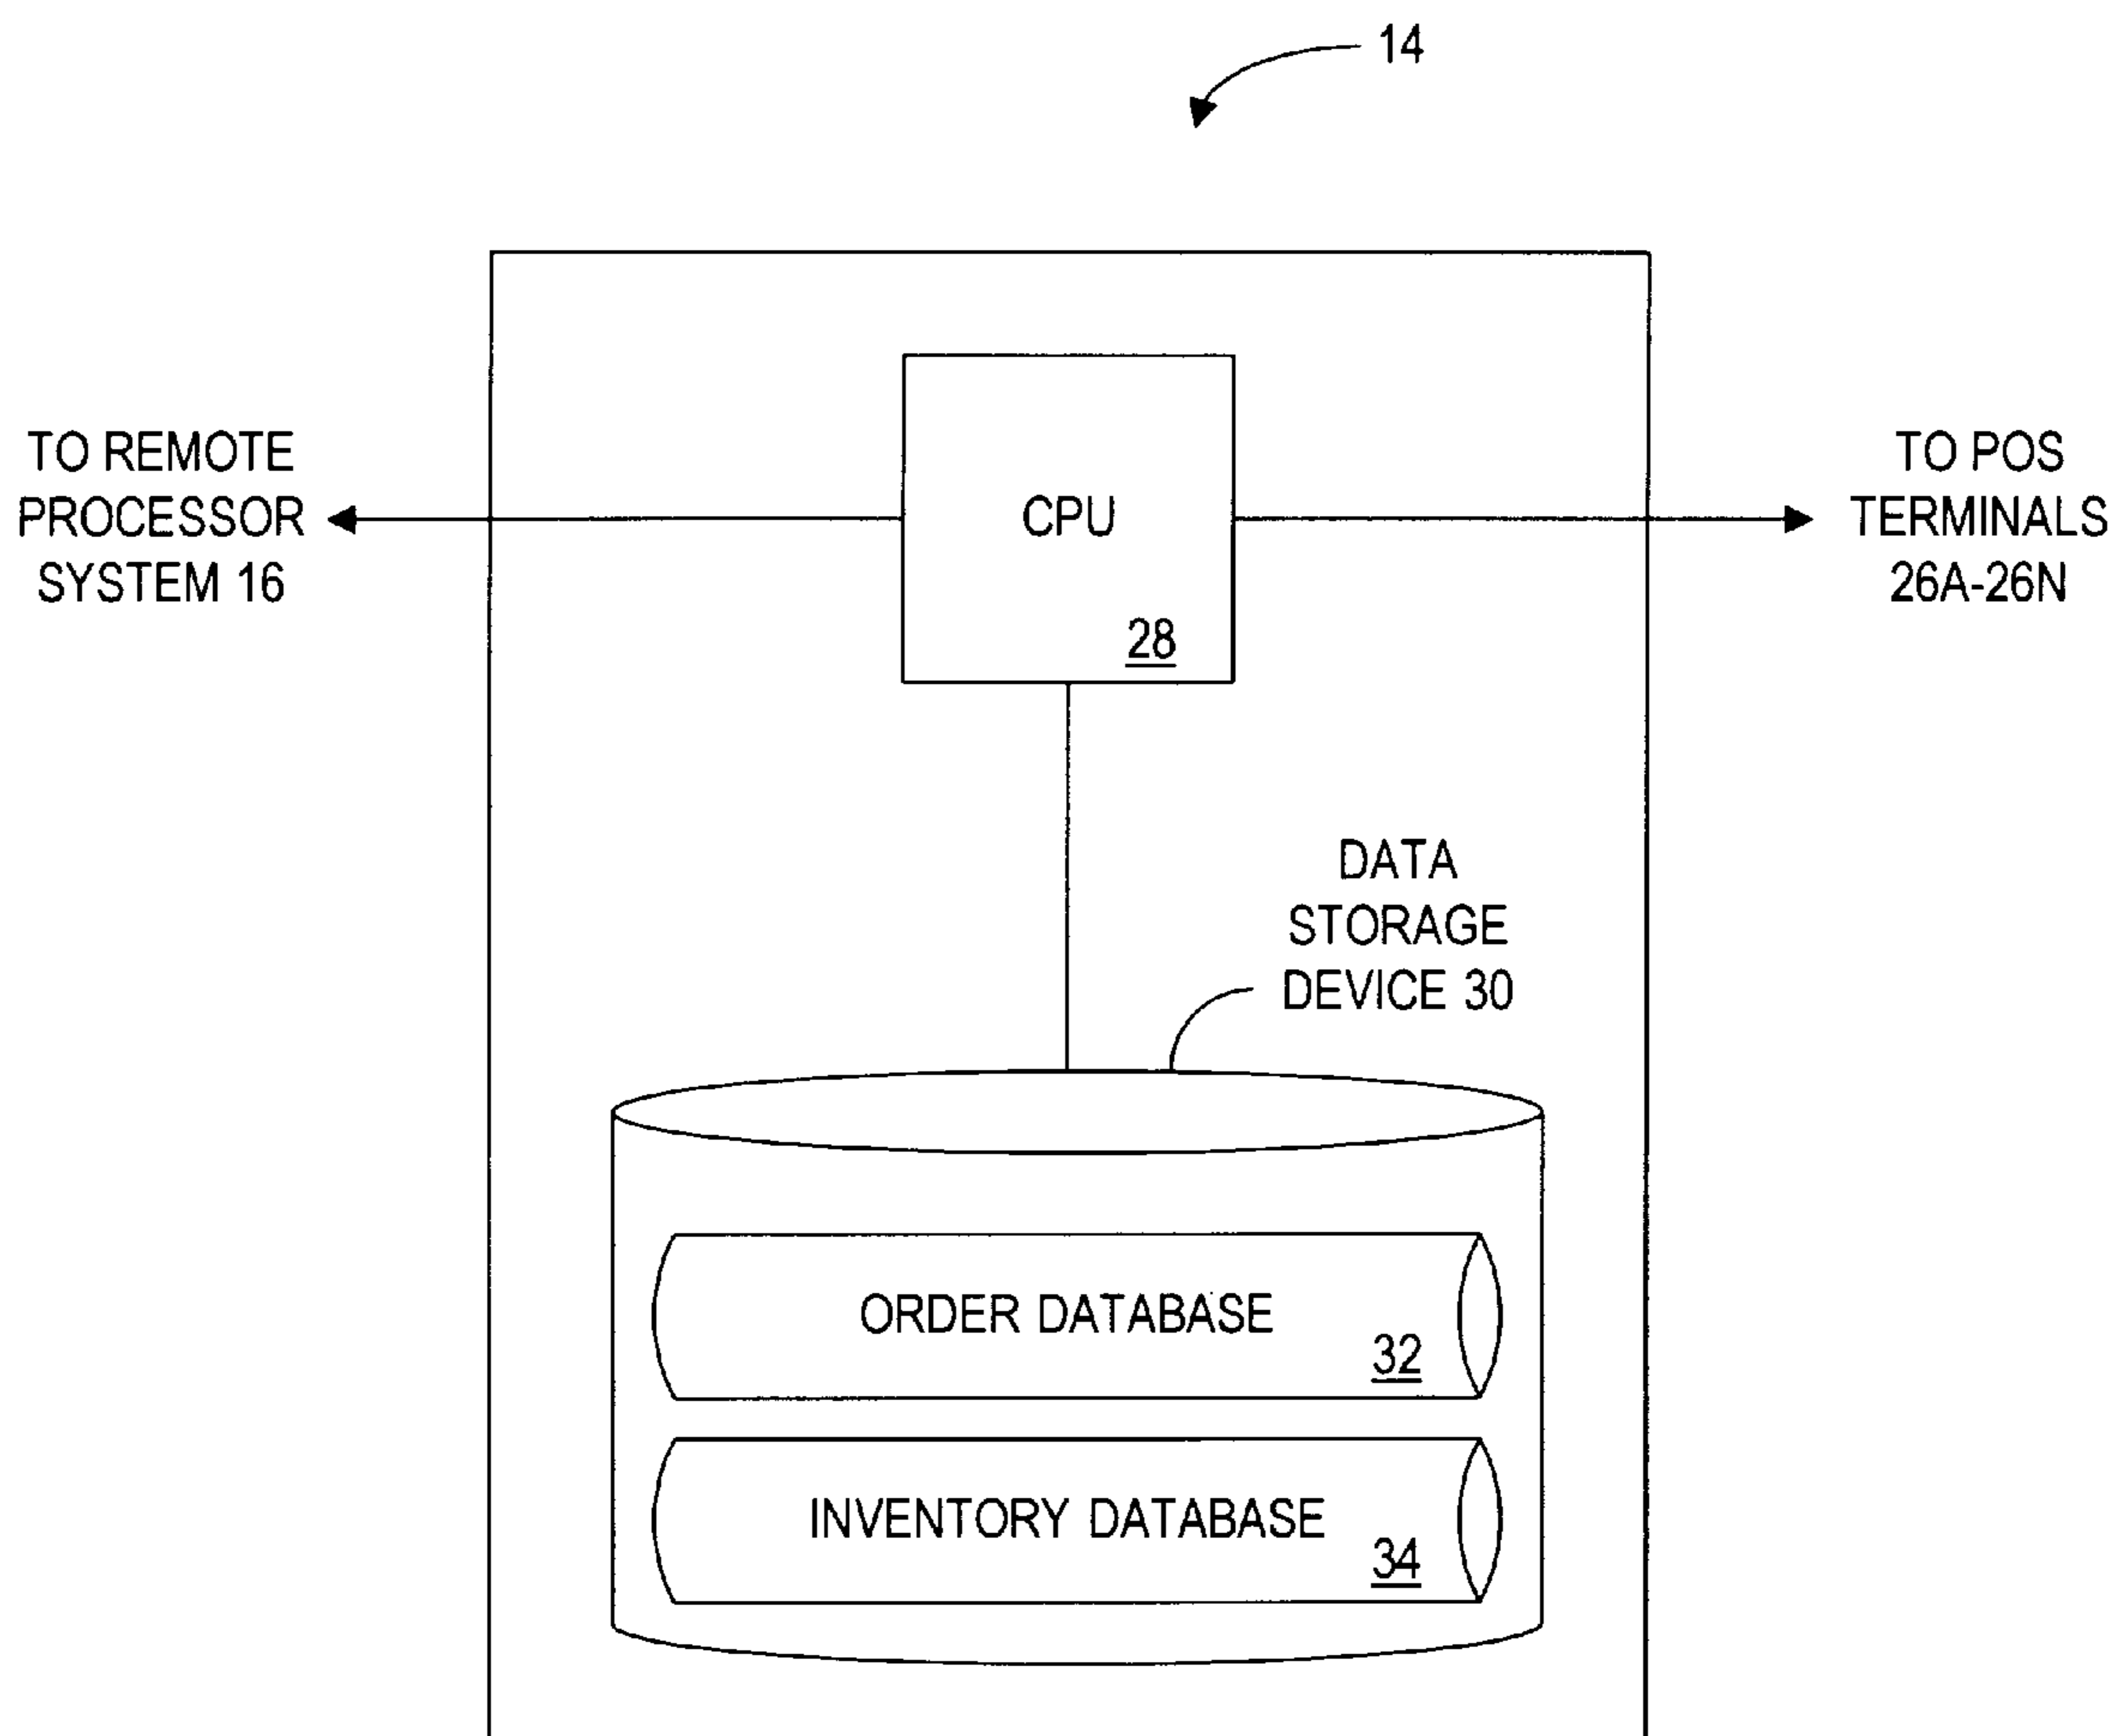 14
TO REMOTE
PROCESSOR
SYSTEM 16
CPU
28
TO POS
TERMINALS
26A-26N
DATA
STORAGE
DEVICE 30
ORDER DATABASE
32
INVENTORY DATABASE
34